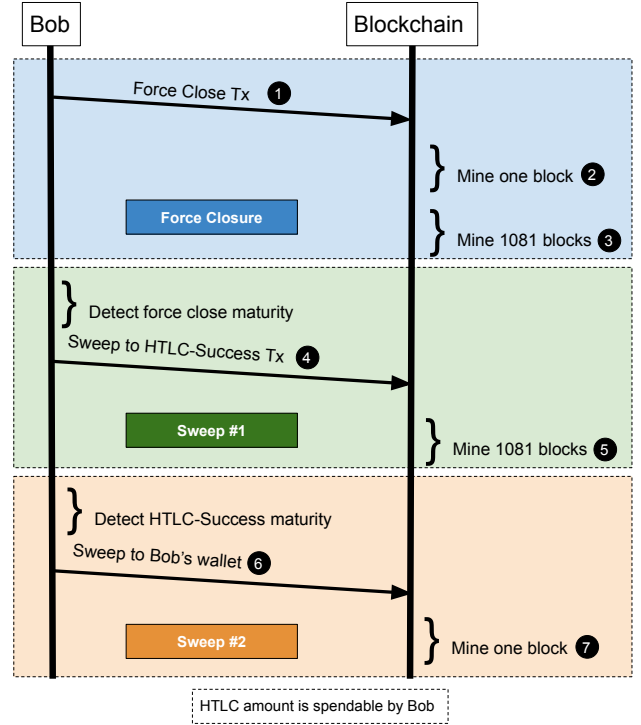 Bob
Blockchain
Force Close Tx 1
Mine one block 2
Force Closure
Mine 1081 blocks 3
Detect force close maturity
Sweep to HTLC-Success Tx 4
Sweep #1
Mine 1081 blocks 5
Detect HTLC-Success maturity
Sweep to Bob's wallet 6
Sweep #2
Mine one block 7
HTLC amount is spendable by Bob